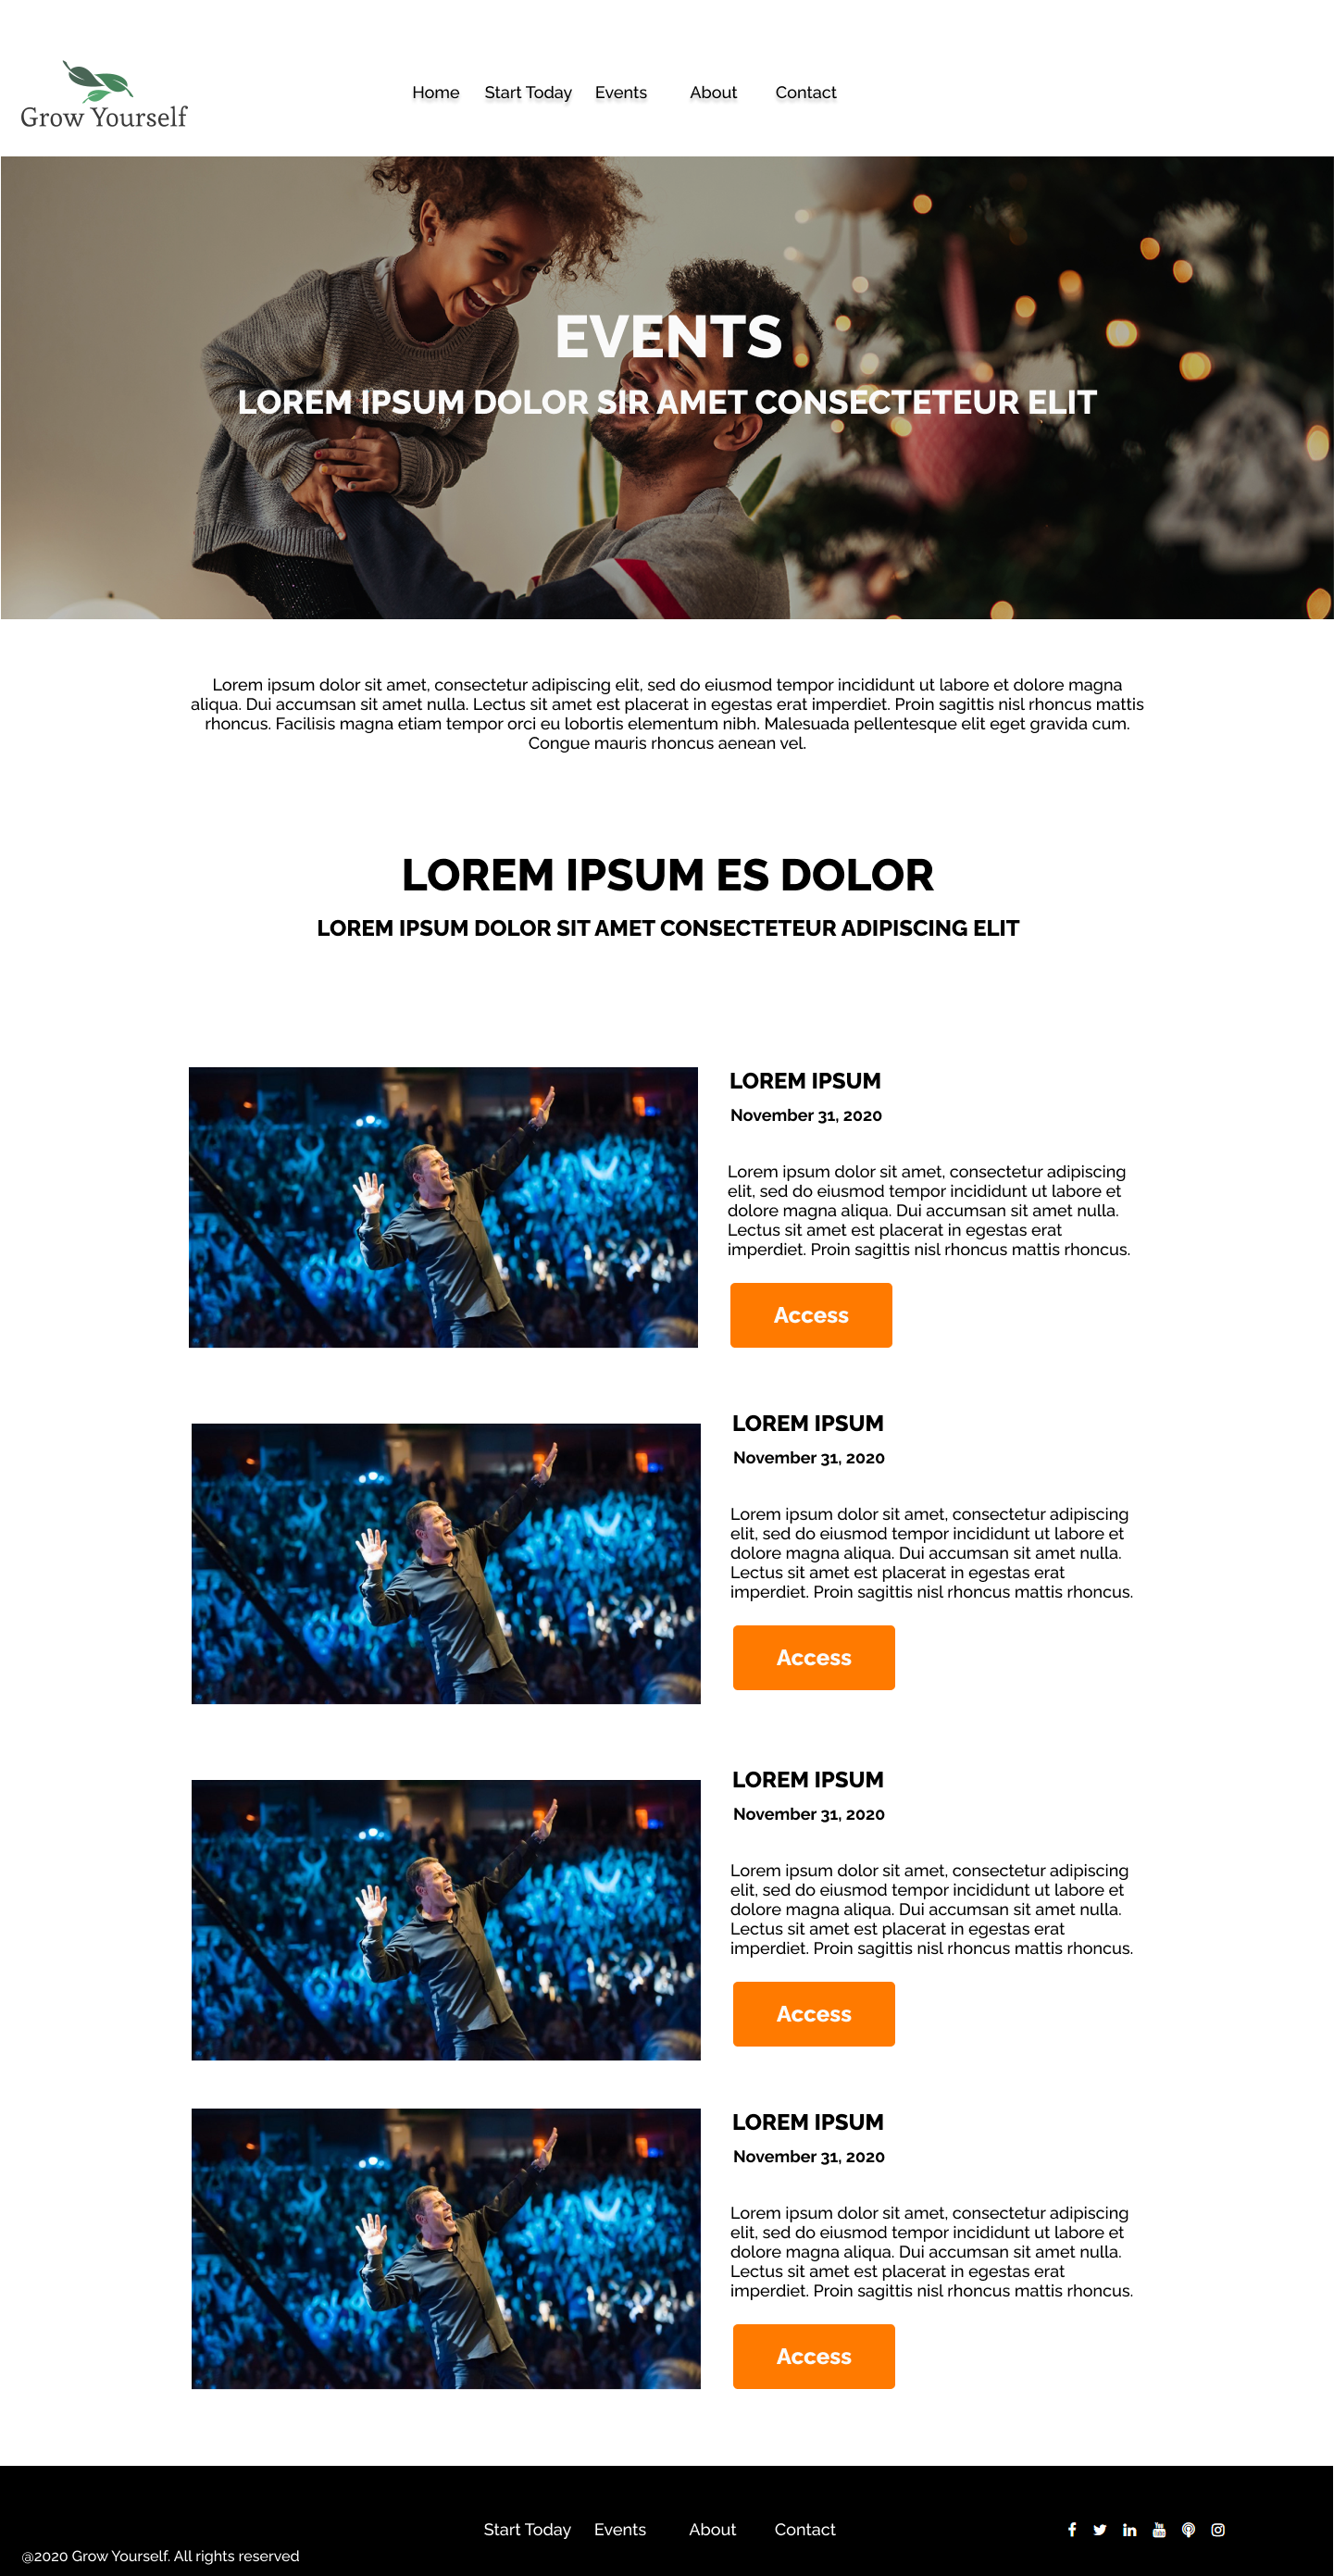 Grow Yourself
Home Start Today Events About Contact
EVENTS
LOREM IPSUM DOLOR SIR AMET CONSECTETEUR ELIT
Lorem ipsum dolor sit amet, consectetur adipiscing elit, sed do eiusmod tempor incididunt ut labore et dolore magna
aliqua. Dui accumsan sit amet nulla. Lectus sit amet est placerat in egestas erat imperdiet. Proin sagittis nisl rhoncus mattis
rhoncus. Facilisis magna etiam tempor orci eu lobortis elementum nibh. Malesuada pellentesque elit eget gravida cum.
Congue mauris rhoncus aenean vel.
LOREM IPSUM ES DOLOR
LOREM IPSUM DOLOR SIT AMET CONSECTETEUR ADIPISCING ELIT
LOREM IPSUM
November 31, 2020
Lorem ipsum dolor sit amet, consectetur adipiscing
elit, sed do eiusmod tempor incididunt ut labore et
dolore magna aliqua. Dui accumsan sit amet nulla.
Lectus sit amet est placerat in egestas erat
imperdiet. Proin sagittis nisl rhoncus mattis rhoncus.
Access
LOREM IPSUM
November 31, 2020
Lorem ipsum dolor sit amet, consectetur adipiscing
elit, sed do eiusmod tempor incididunt ut labore et
dolore magna aliqua. Dui accumsan sit amet nulla.
Lectus sit amet est placerat in egestas erat
imperdiet. Proin sagittis nisl rhoncus mattis rhoncus.
Access
LOREM IPSUM
November 31, 2020
Lorem ipsum dolor sit amet, consectetur adipiscing
elit, sed do eiusmod tempor incididunt ut labore et
dolore magna aliqua. Dui accumsan sit amet nulla.
Lectus sit amet est placerat in egestas erat
imperdiet. Proin sagittis nisl rhoncus mattis rhoncus.
Access
LOREM IPSUM
November 31, 2020
Lorem ipsum dolor sit amet, consectetur adipiscing
elit, sed do eiusmod tempor incididunt ut labore et
dolore magna aliqua. Dui accumsan sit amet nulla.
Lectus sit amet est placerat in egestas erat
imperdiet. Proin sagittis nisl rhoncus mattis rhoncus.
Access
Start Today Events About Contact
@2020 Grow Yourself. All rights reserved